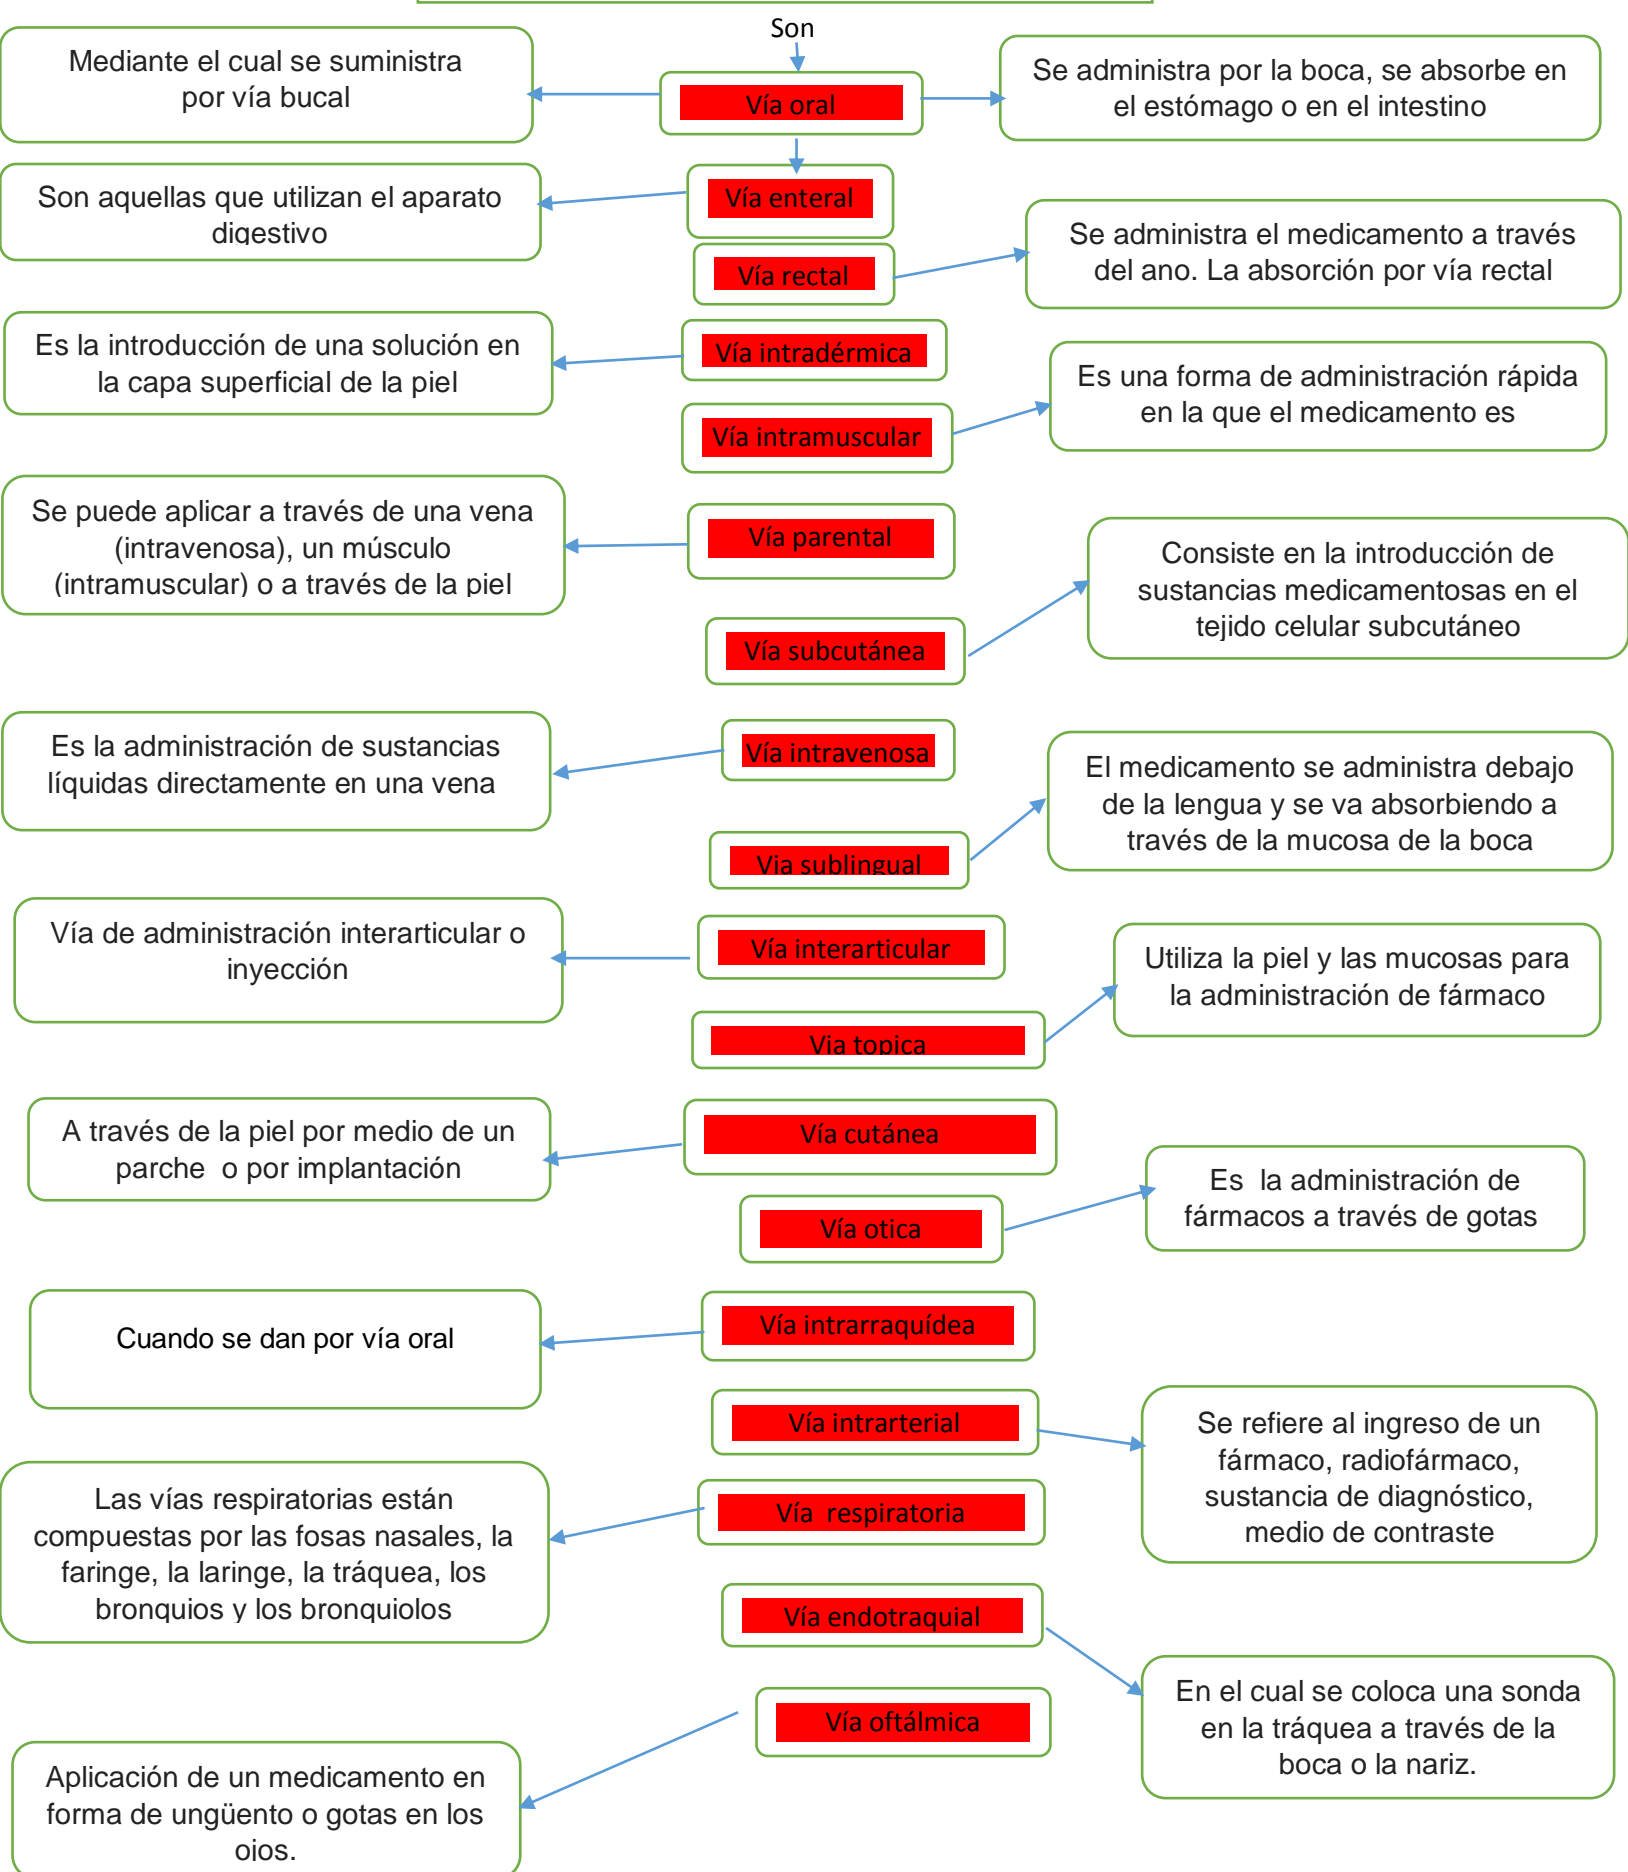 Son
Mediante el cual se suministra
por vía bucal
Vía oral
Se administra por la boca, se absorbe en
el estómago o en el intestino
Son aquellas que utilizan el aparato
digestivo
Vía enteral
Vía rectal
Se administra el medicamento a través
del ano. La absorción por vía rectal
Es la introducción de una solución en
la capa superficial de la piel
Vía intradérmica
Vía intramuscular
Es una forma de administración rápida
en la que el medicamento es
Se puede aplicar a través de una vena
(intravenosa), un músculo
(intramuscular) o a través de la piel
Vía parental
Vía subcutánea
Consiste en la introducción de
sustancias medicamentosas en el
tejido celular subcutáneo
Es la administración de sustancias
líquidas directamente en una vena
Vía intravenosa
Via sublingual
El medicamento se administra debajo
de la lengua y se va absorbiendo a
través de la mucosa de la boca
Vía de administración interarticular o
inyección
Vía interarticular
Via topica
Utiliza la piel y las mucosas para
la administración de fármaco
A través de la piel por medio de un
parche  o por implantación
Vía cutánea
Vía otica
Es  la administración de
fármacos a través de gotas
Cuando se dan por vía oral
Vía intrarraquídea
Vía intrarterial
Se refiere al ingreso de un
fármaco, radiofármaco,
sustancia de diagnóstico,
medio de contraste
Las vías respiratorias están
compuestas por las fosas nasales, la
faringe, la laringe, la tráquea, los
bronquios y los bronquiolos
Vía  respiratoria
Vía endotraquial
En el cual se coloca una sonda
en la tráquea a través de la
boca o la nariz.
Vía oftálmica
Aplicación de un medicamento en
forma de ungüento o gotas en los
ojos.